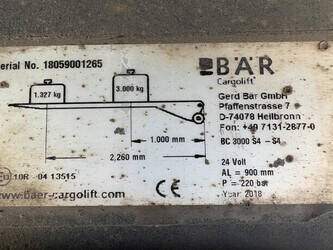 erial No. 18059001265
BÄR
Cargolift
Gerd Bär GmbH
Pfaffenstrasse 7
D-74078 Heilbronn
Fon: +49 7131-2877-0
1.327 kg
3.000 kg
1,000 mm
2,260 mm
BC 3000 S4 - S4
24 Volt
AL = 900 mm
P = 220 bar
Year: 2018
10R - 04 13515
www.baer-cargolift.com
CE